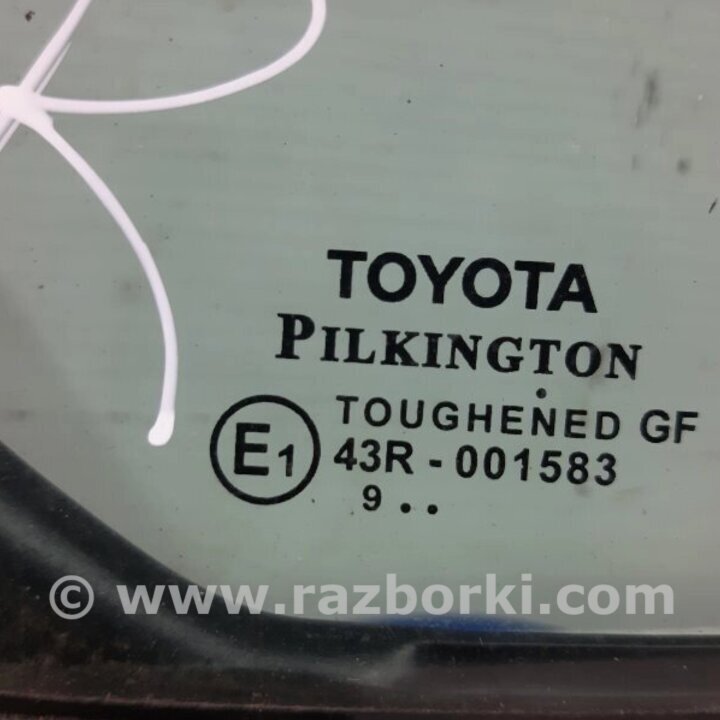 TOYOTA
PILKINGTON
TOUGHENED GF
E1 43R - 001583
9 . .
© www.razborki.com